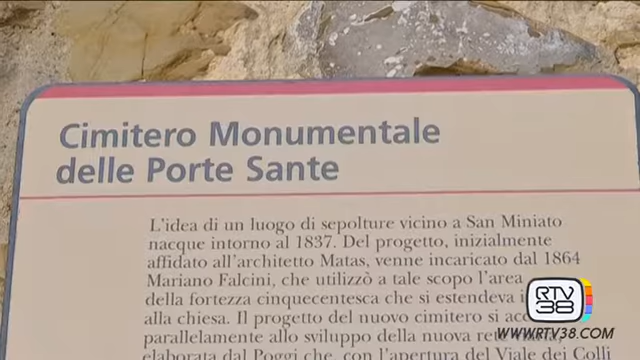 Cimitero Monumentale
delle Porte Sante
L'idea di un luogo di sepolture vicino a San Miniato
nacque intorno al 1837. Del progetto, inizialmente
affidato all'architetto Matas, venne incaricato dal 1864
Mariano Falcini, che utilizzò a tale scopo l'area
della fortezza cinquecentesca che si estendeva
alla chiesa. Il progetto del nuovo cimitero si
parallelamente allo sviluppo della nuova rete
elaborata dal Poggi che, con l'apertura del Viale dei Colli
RTV
38
WWW.RTV38.COM